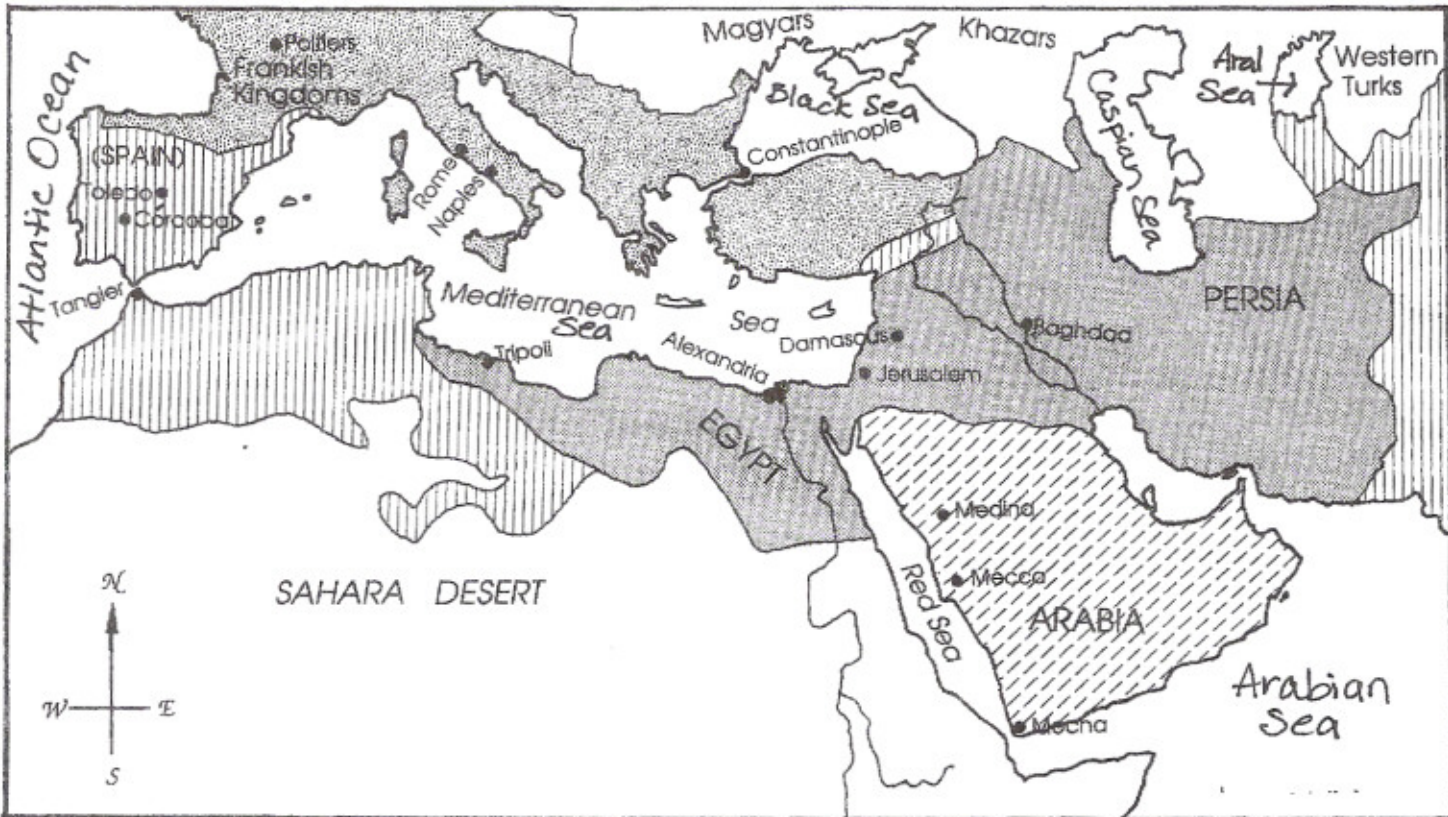 Magyars
Khazars
Aral
Sea
Western
Turks
Poitiers
Frankish
Kingdoms
Atlantic Ocean
Black Sea
Caspian Sea
Constantinople
(SPAIN)
Toledo
Rome
Naples
Tangier
Mediterranean
Sea
Sea
PERSIA
Baghdad
Damascus
Tripoli
Alexandria
Jerusalem
EGYPT
Medina
Mecca
Red Sea
ARABIA
SAHARA DESERT
Arabian
Sea
N
W
E
S